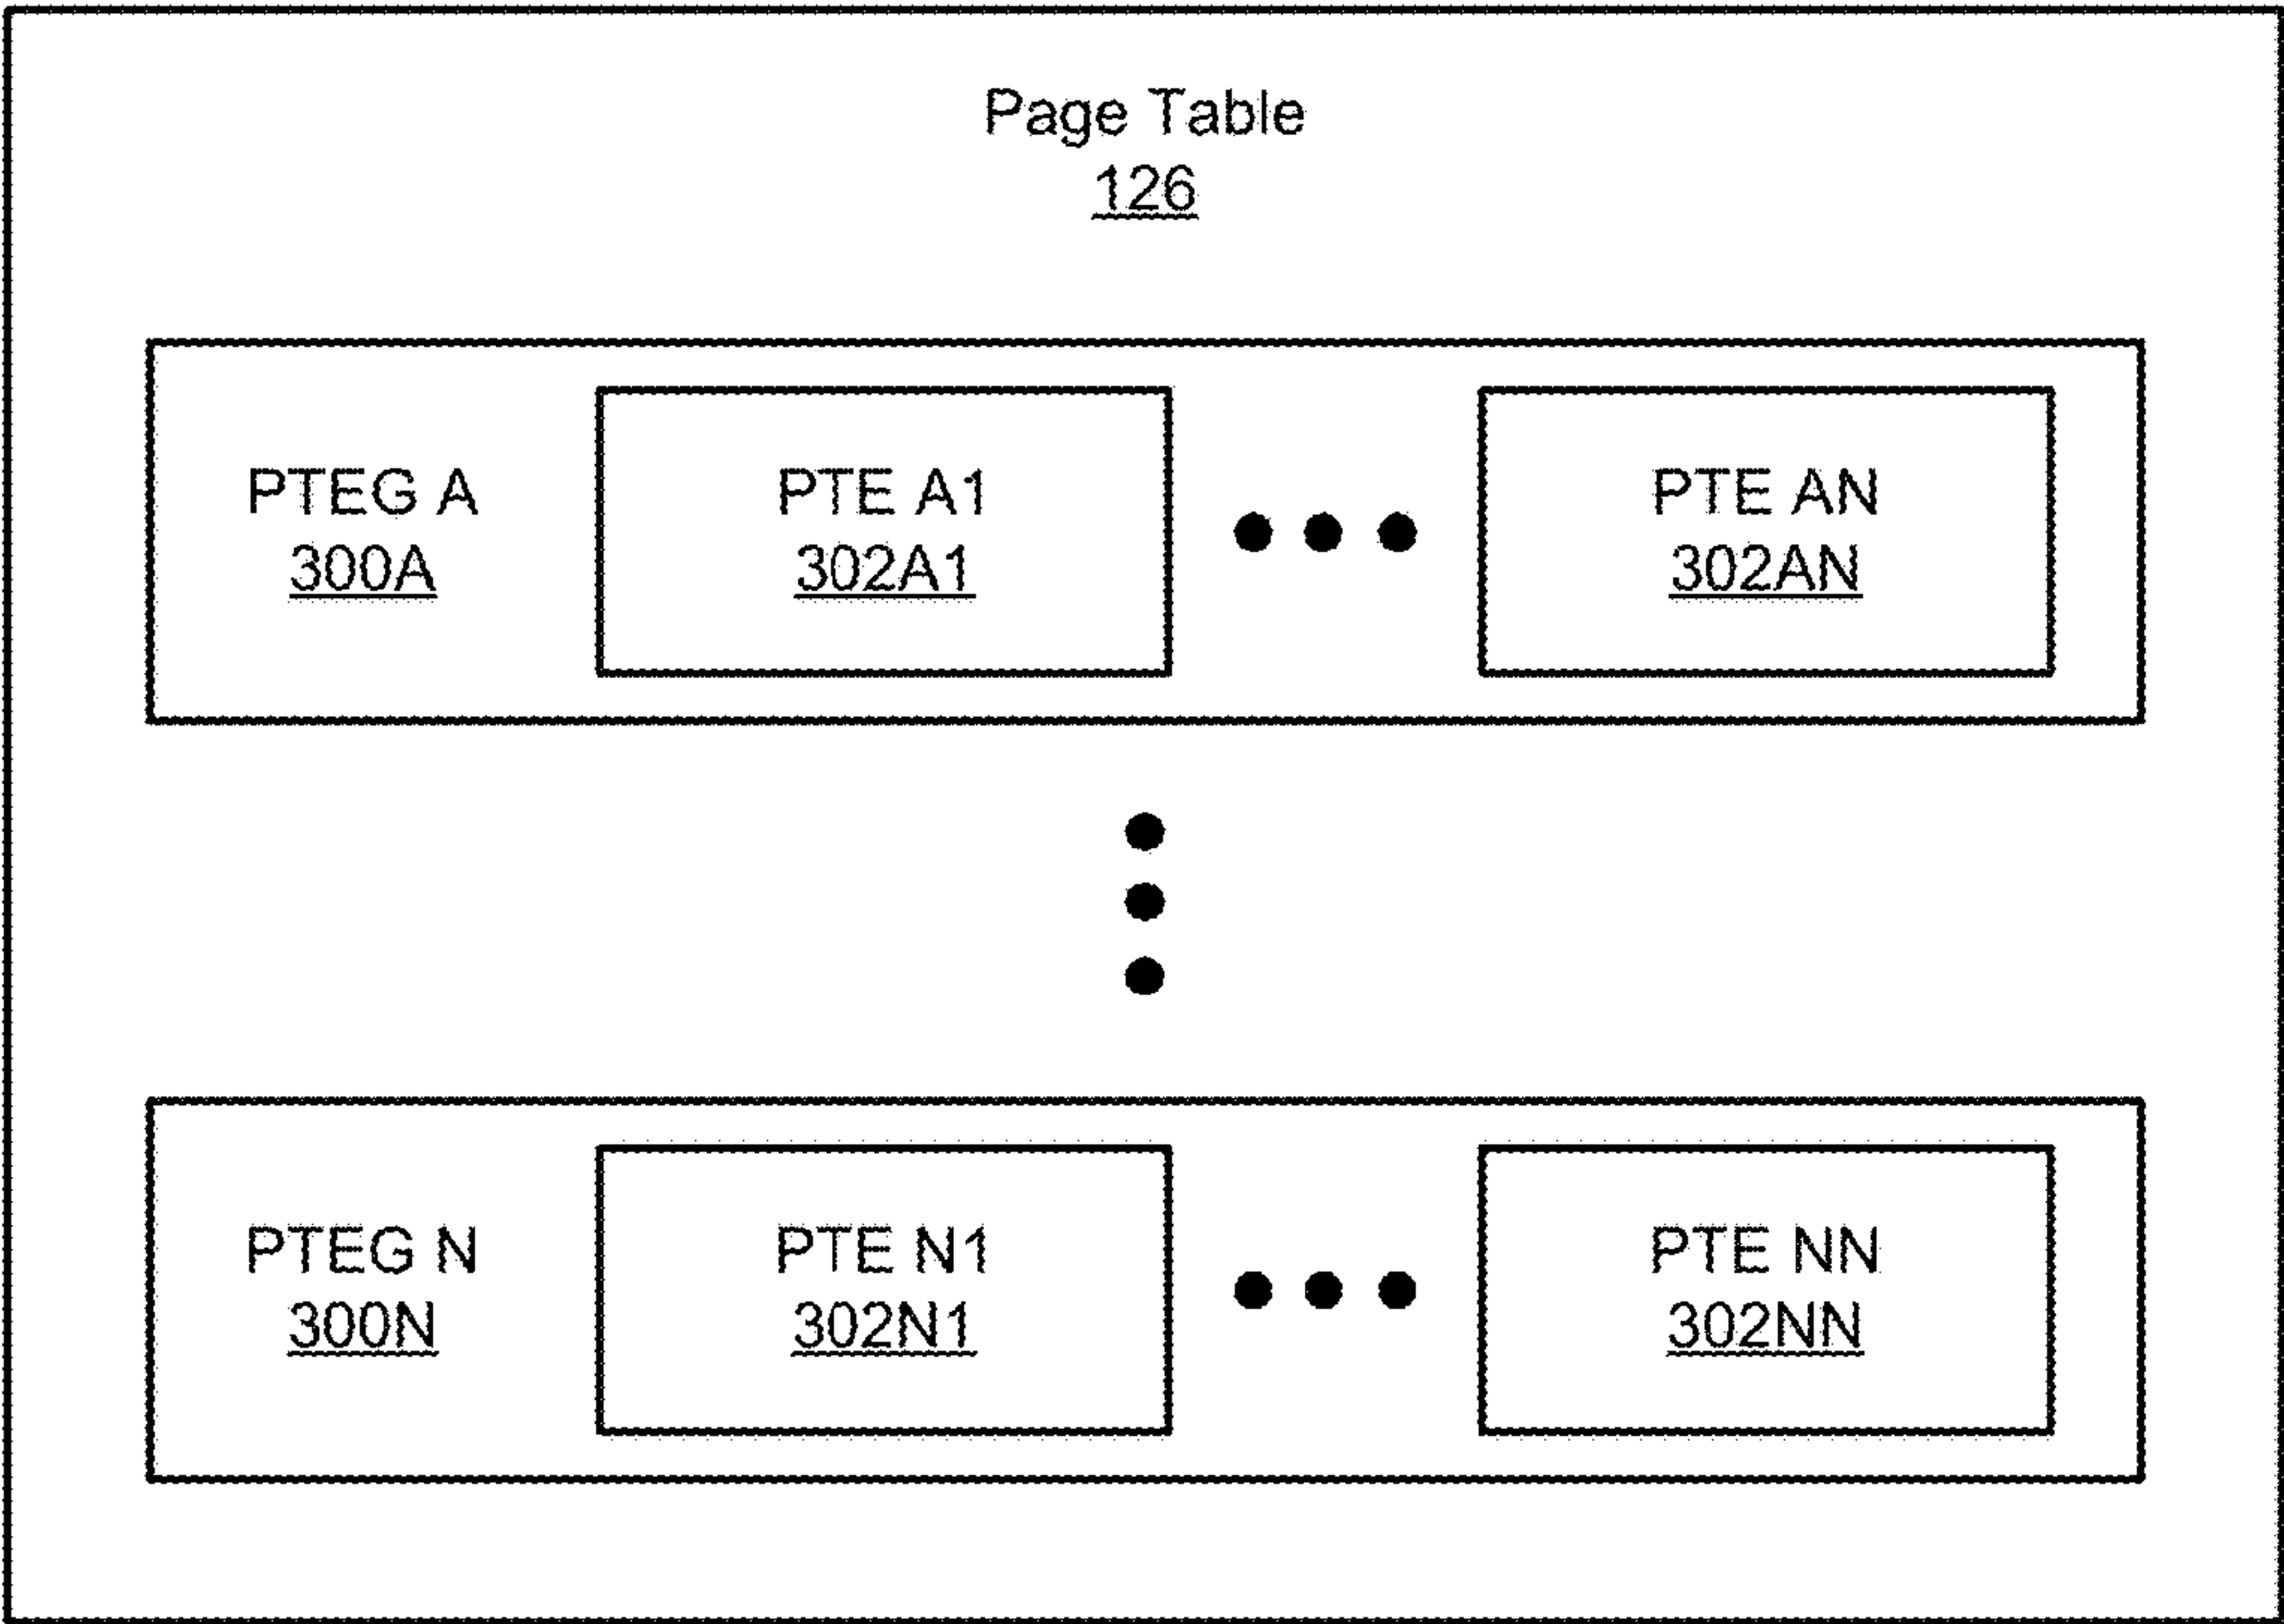 Page Table
126
PTEG A
300A
PTE A1
302A1
PTE AN
302AN
PTEG N
300N
PTE N1
302N1
PTE NN
302NN